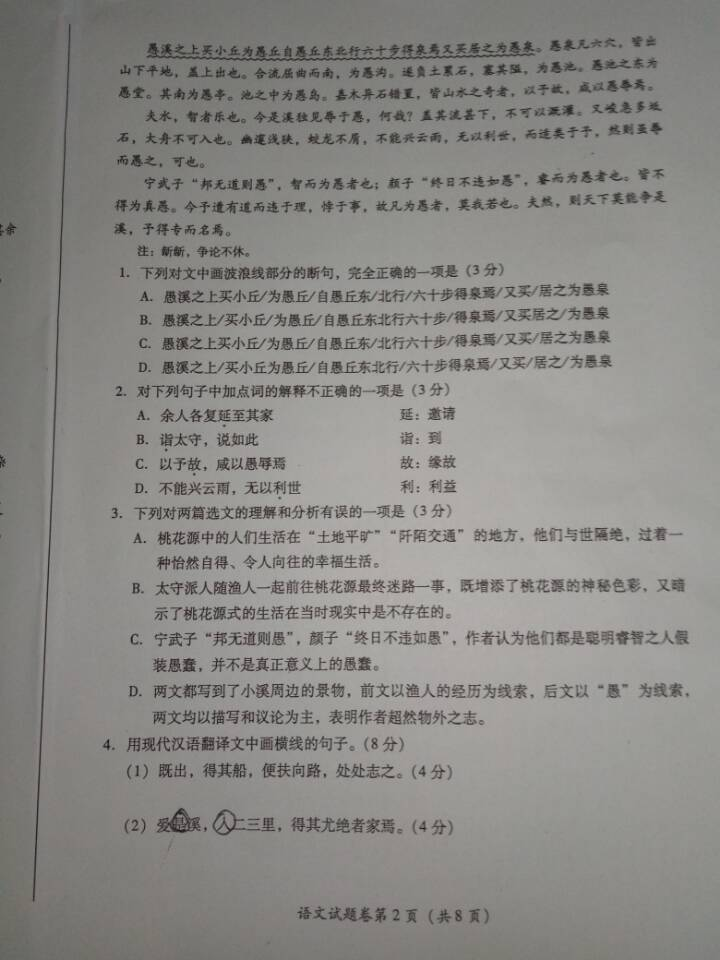 愚溪之上买小丘为愚丘自愚丘东北行六十步得泉焉又买居之为愚泉。愚泉凡六穴，皆出
山下平地，盖上出也。合流屈曲而南，为愚沟。遂负土累石，塞其隘，为愚池。愚池之东为
愚堂。其南为愚亭。池之中为愚岛。嘉木异石错置，皆山水之奇者，以予故，咸以愚辱焉。
夫水，智者乐也。今是溪独见辱于愚，何哉？盖其流甚下，不可以溉灌。又峻急多坻
石，大舟不可入也。幽邃浅狭，蛟龙不屑，不能兴云雨，无以利世，而适类于予，然则虽辱
而愚之，可也。
宁武子“邦无道则愚”，智而为愚者也；颜子“终日不违如愚”，睿而为愚者也。皆不
得为真愚。今予遭有道而违于理，悖于事，故凡为愚者，莫我若也。夫然，则天下莫能争是
溪，予得专而名焉。
注：龂龂，争论不休。
1．下列对文中画波浪线部分的断句，完全正确的一项是（3分）
A．愚溪之上买小丘/为愚丘/自愚丘东/北行/六十步得泉焉/又买/居之为愚泉
B．愚溪之上/买小丘/为愚丘/自愚丘东北行六十步/得泉焉/又买居之/为愚泉
C．愚溪之上买小丘/为愚丘/自愚丘东北行六十步/得泉焉/又买居之为愚泉
D．愚溪之上/买小丘为愚丘/自愚丘东北行/六十步得泉焉/又买/居之/为愚泉
2．对下列句子中加点词的解释不正确的一项是（3分）
A．余人各复延至其家 延：邀请
B．诣太守，说如此 诣：到
C．以予故，咸以愚辱焉 故：缘故
D．不能兴云雨，无以利世 利：利益
3．下列对两篇选文的理解和分析有误的一项是（3分）
A．桃花源中的人们生活在“土地平旷”“阡陌交通”的地方，他们与世隔绝，过着一
种怡然自得、令人向往的幸福生活。
B．太守派人随渔人一起前往桃花源最终迷路一事，既增添了桃花源的神秘色彩，又暗
示了桃花源式的生活在当时现实中是不存在的。
C．宁武子“邦无道则愚”，颜子“终日不违如愚”，作者认为他们都是聪明睿智之人假
装愚蠢，并不是真正意义上的愚蠢。
D．两文都写到了小溪周边的景物，前文以渔人的经历为线索，后文以“愚”为线索，
两文均以描写和议论为主，表明作者超然物外之志。
4．用现代汉语翻译文中画横线的句子。（8分）
（1）既出，得其船，便扶向路，处处志之。（4分）
（2）爱是溪，入二三里，得其尤绝者家焉。（4分）
语文试题卷第2页（共8页）